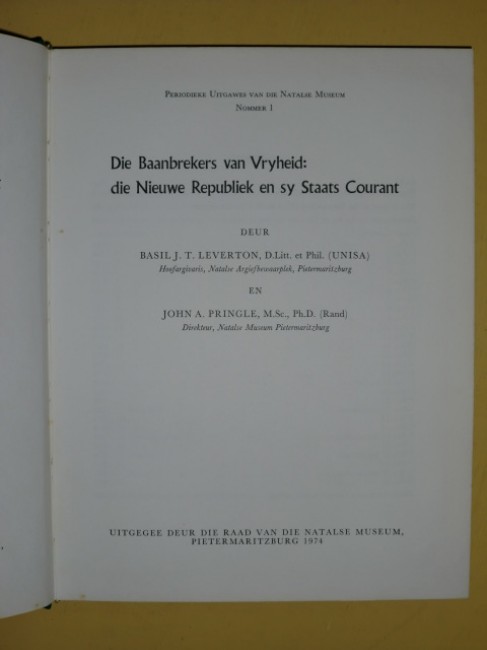 Periodieke Uitgawes van die Natalse Museum
Nommer 1
Die Baanbrekers van Vryheid:
die Nieuwe Republiek en sy Staats Courant
DEUR
BASIL J. T. LEVERTON, D.Litt. et Phil. (UNISA)
Hoofargivaris, Natalse Argiefbewaarplek, Pietermaritzburg
EN
JOHN A. PRINGLE, M.Sc., Ph.D. (Rand)
Direkteur, Natalse Museum Pietermaritzburg
UITGEGEE DEUR DIE RAAD VAN DIE NATALSE MUSEUM,
PIETERMARITZBURG 1974